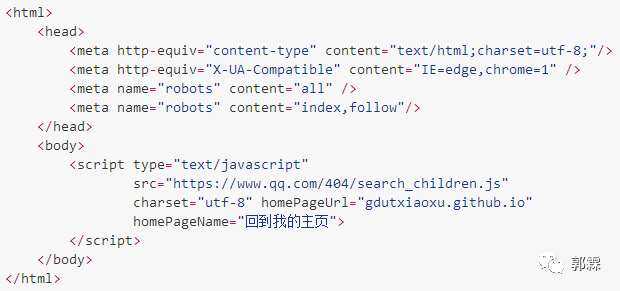 <html>
    <head>
        <meta http-equiv="content-type" content="text/html;charset=utf-8;"/>
        <meta http-equiv="X-UA-Compatible" content="IE=edge,chrome=1" />
        <meta name="robots" content="all" />
        <meta name="robots" content="index,follow"/>
    </head>
    <body>
        <script type="text/javascript"
                src="https://www.qq.com/404/search_children.js"
                charset="utf-8" homePageUrl="gdutxiaoxu.github.io"
                homePageName="回到我的主页">
        </script>
    </body>
</html>
郭霖